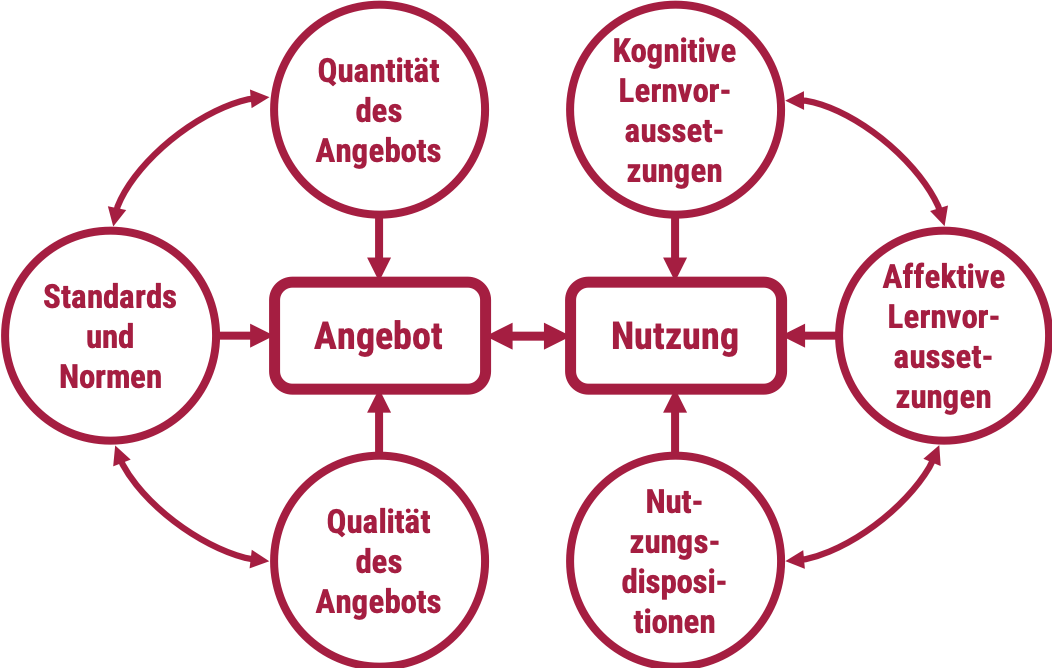 Quantität
des
Angebots
Kognitive
Lernvor-
ausset-
zungen
Standards
und
Normen
Angebot
Nutzung
Affektive
Lernvor-
ausset-
zungen
Qualität
des
Angebots
Nut-
zungs-
disposi-
tionen